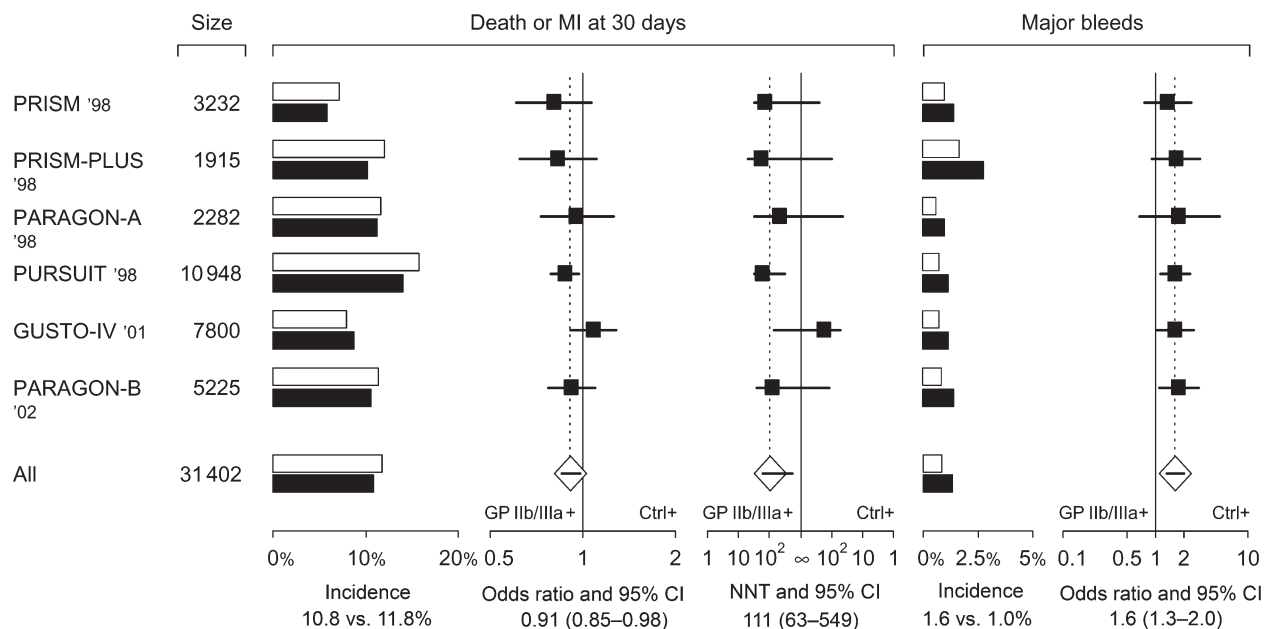 Size Death or MI at 30 days Major bleeds
PRISM '98 3232
PRISM-PLUS 1915
'98
PARAGON-A 2282
'98
PURSUIT '98 10 948
GUSTO-IV '01 7800
PARAGON-B 5225
'02
All 31 402
GP IIb/IIIa + Ctrl+ GP IIb/IIIa + Ctrl+ GP IIb/IIIa+ Ctrl+
0% 10% 20% 0.5 1 2 1 10 10² ∞ 10² 10 1 0% 2.5% 5% 0.1 0.5 1 2 10
Incidence Odds ratio and 95% CI NNT and 95% CI Incidence Odds ratio and 95% CI
10.8 vs. 11.8% 0.91 (0.85–0.98) 111 (63–549) 1.6 vs. 1.0% 1.6 (1.3–2.0)